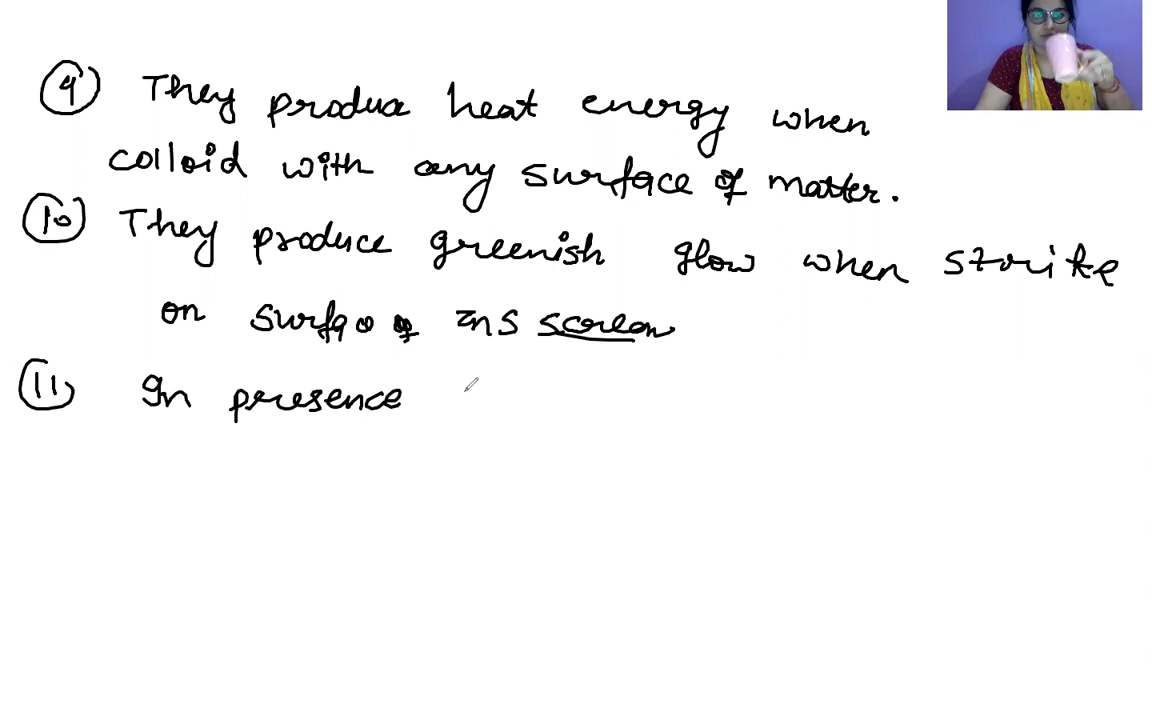 (9) They produce heat energy when
colloid with any surface of matter.
(10) They produce greenish glow when strike
on surface of ZnS screen
(11) In presence